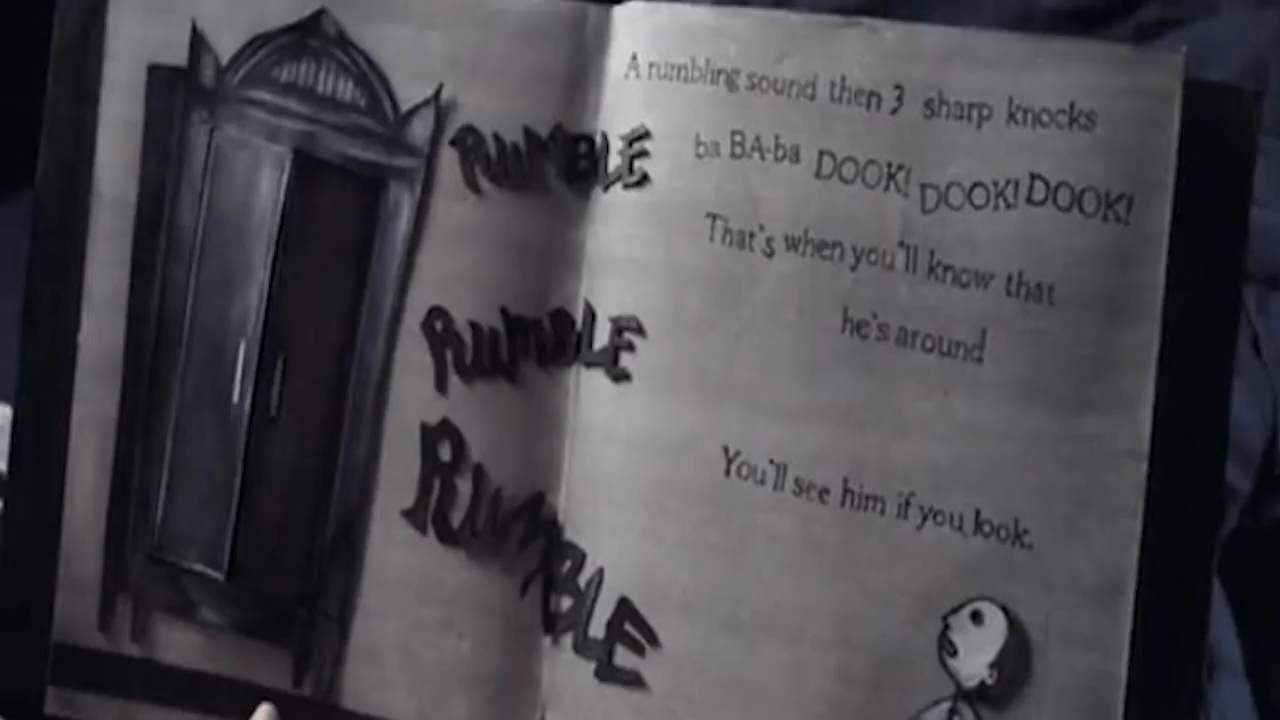 RUMBLE
RUMBLE
RUMBLE
A rumbling sound then 3 sharp knocks
ba BA-ba DOOK! DOOK! DOOK!
That's when you'll know that
he's around
You'll see him if you look.